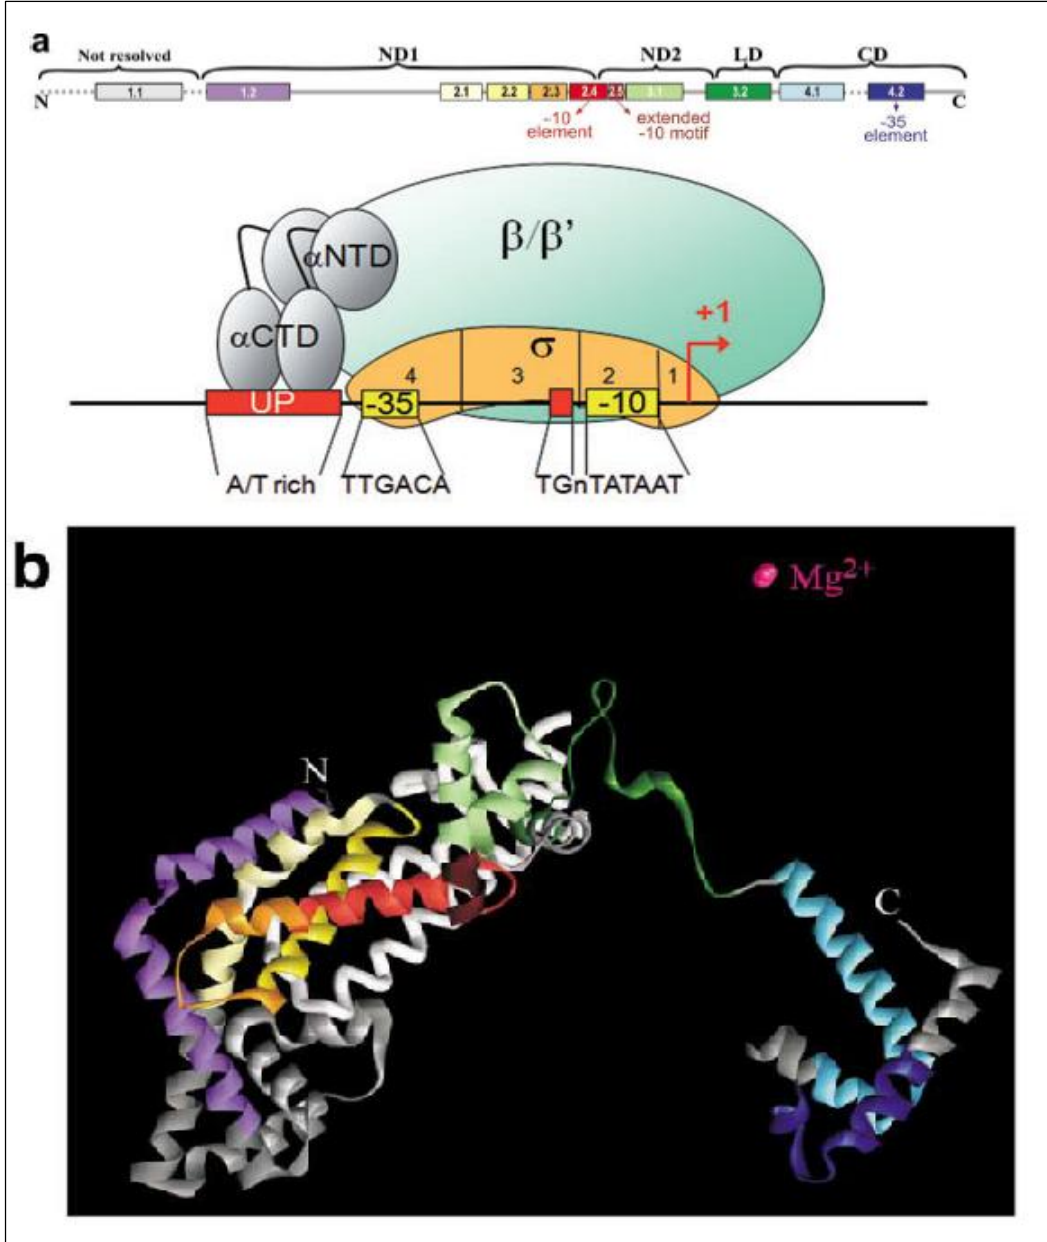 a
Not resolved ND1 ND2 LD CD
N 1.1 1.2 2.1 2.2 2.3 2.4 2.5 3.1 3.2 4.1 4.2 C
-10 element
extended -10 motif
-35 element
β/β’
αNTD
αCTD
+1
σ
4 3 2 1
UP -35 -10
A/T rich TTGACA TGnTATAAT
b
Mg2+
N
C